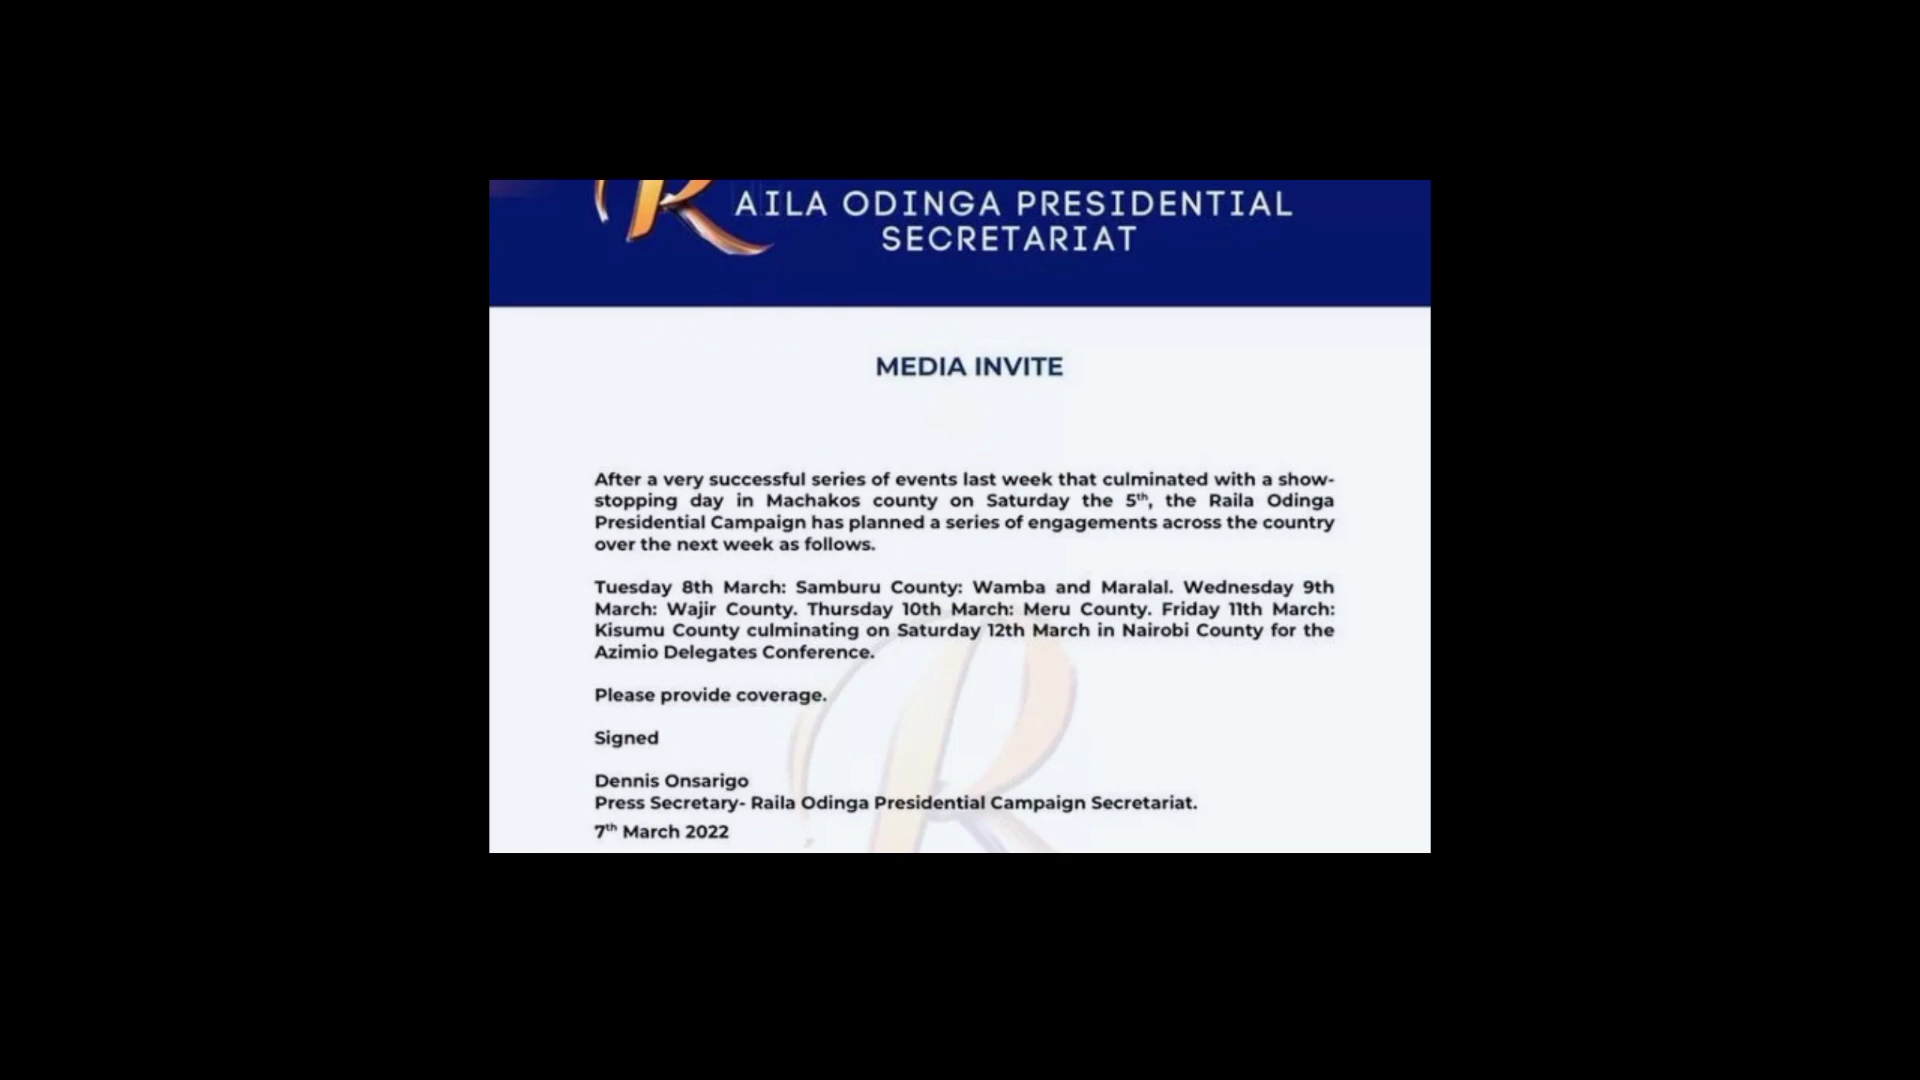 RAILA ODINGA PRESIDENTIAL
SECRETARIAT
MEDIA INVITE
After a very successful series of events last week that culminated with a show-
stopping day in Machakos county on Saturday the 5th, the Raila Odinga
Presidential Campaign has planned a series of engagements across the country
over the next week as follows.
Tuesday 8th March: Samburu County: Wamba and Maralal. Wednesday 9th
March: Wajir County. Thursday 10th March: Meru County. Friday 11th March:
Kisumu County culminating on Saturday 12th March in Nairobi County for the
Azimio Delegates Conference.
Please provide coverage.
Signed
Dennis Onsarigo
Press Secretary- Raila Odinga Presidential Campaign Secretariat.
7th March 2022